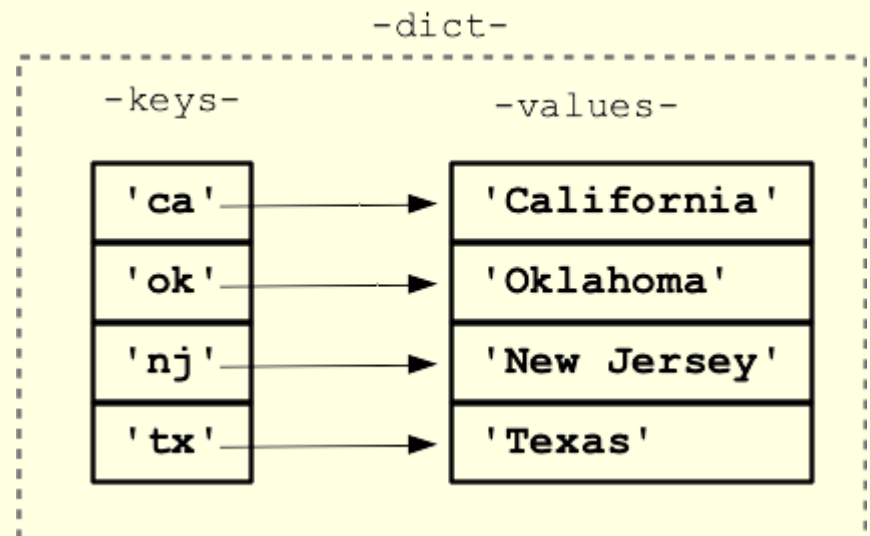 -dict-
-keys- -values-
'ca' 'California'
'ok' 'Oklahoma'
'nj' 'New Jersey'
'tx' 'Texas'